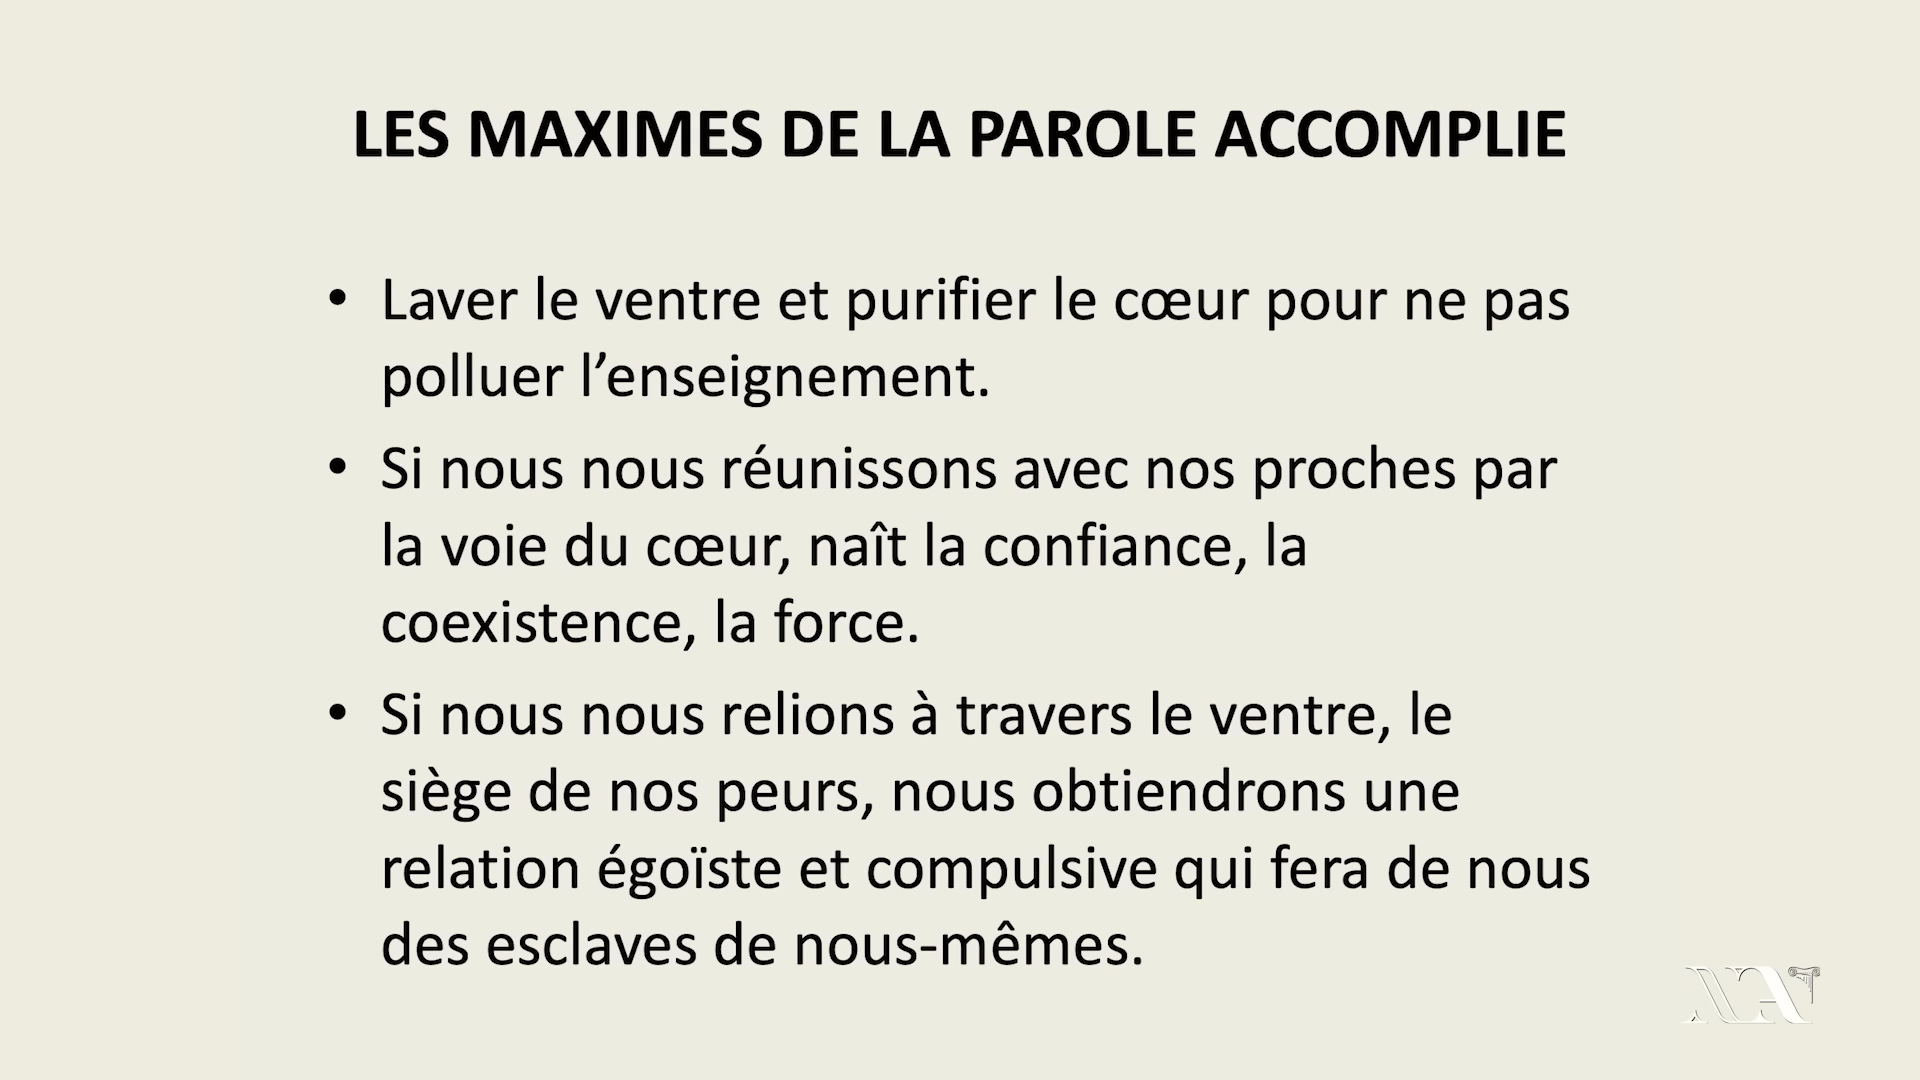 LES MAXIMES DE LA PAROLE ACCOMPLIE
• Laver le ventre et purifier le cœur pour ne pas
polluer l’enseignement.
• Si nous nous réunissons avec nos proches par
la voie du cœur, naît la confiance, la
coexistence, la force.
• Si nous nous relions à travers le ventre, le
siège de nos peurs, nous obtiendrons une
relation égoïste et compulsive qui fera de nous
des esclaves de nous-mêmes.